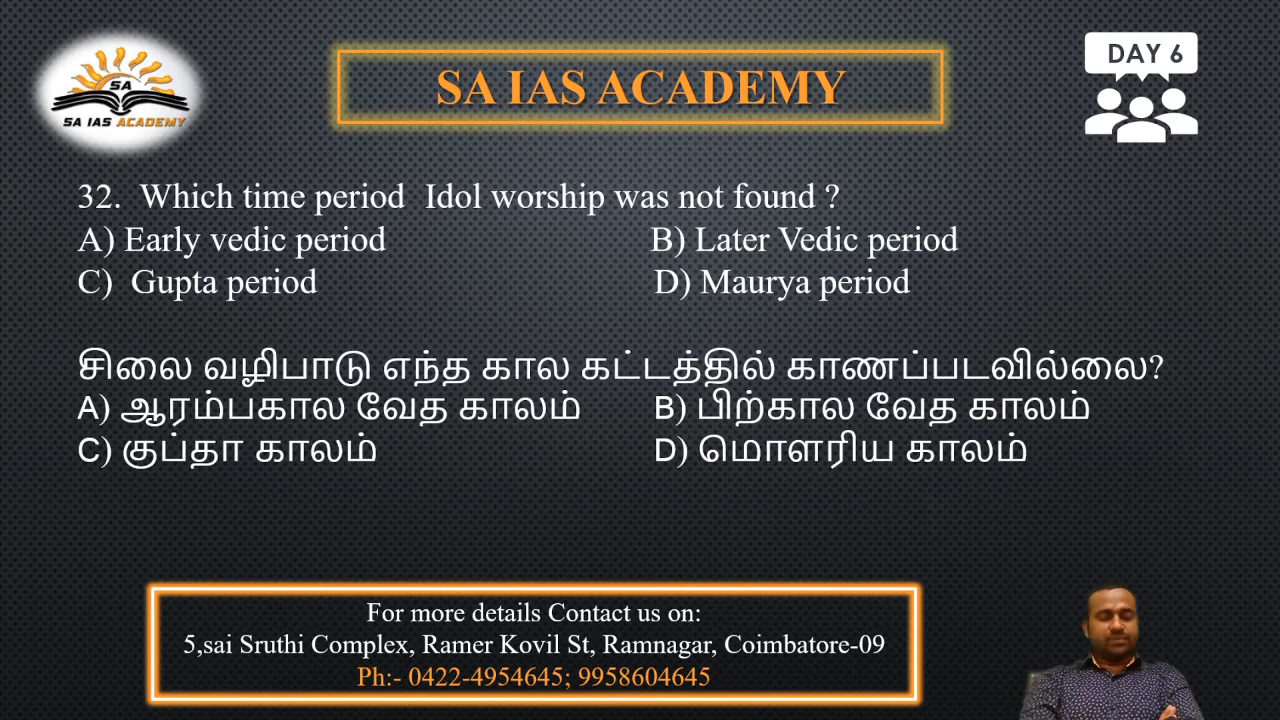 SA
SA IAS ACADEMY
SA IAS ACADEMY
DAY 6
32. Which time period Idol worship was not found ?
A) Early vedic period B) Later Vedic period
C) Gupta period D) Maurya period
சிலை வழிபாடு எந்த கால கட்டத்தில் காணப்படவில்லை?
A) ஆரம்பகால வேத காலம் B) பிற்கால வேத காலம்
C) குப்தா காலம் D) மௌரிய காலம்
For more details Contact us on:
5,sai Sruthi Complex, Ramer Kovil St, Ramnagar, Coimbatore-09
Ph:- 0422-4954645; 9958604645